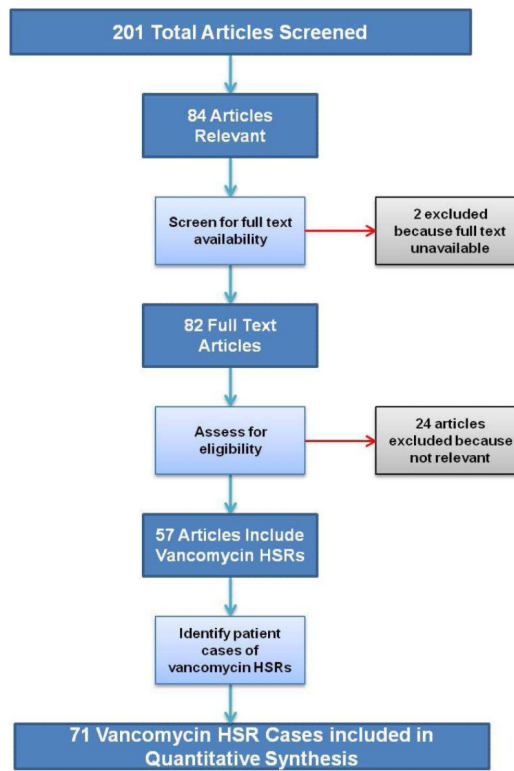 201 Total Articles Screened
84 Articles
Relevant
Screen for full text
availability
2 excluded
because full text
unavailable
82 Full Text
Articles
Assess for
eligibility
24 articles
excluded because
not relevant
57 Articles Include
Vancomycin HSRs
Identify patient
cases of
vancomycin HSRs
71 Vancomycin HSR Cases included in
Quantitative Synthesis